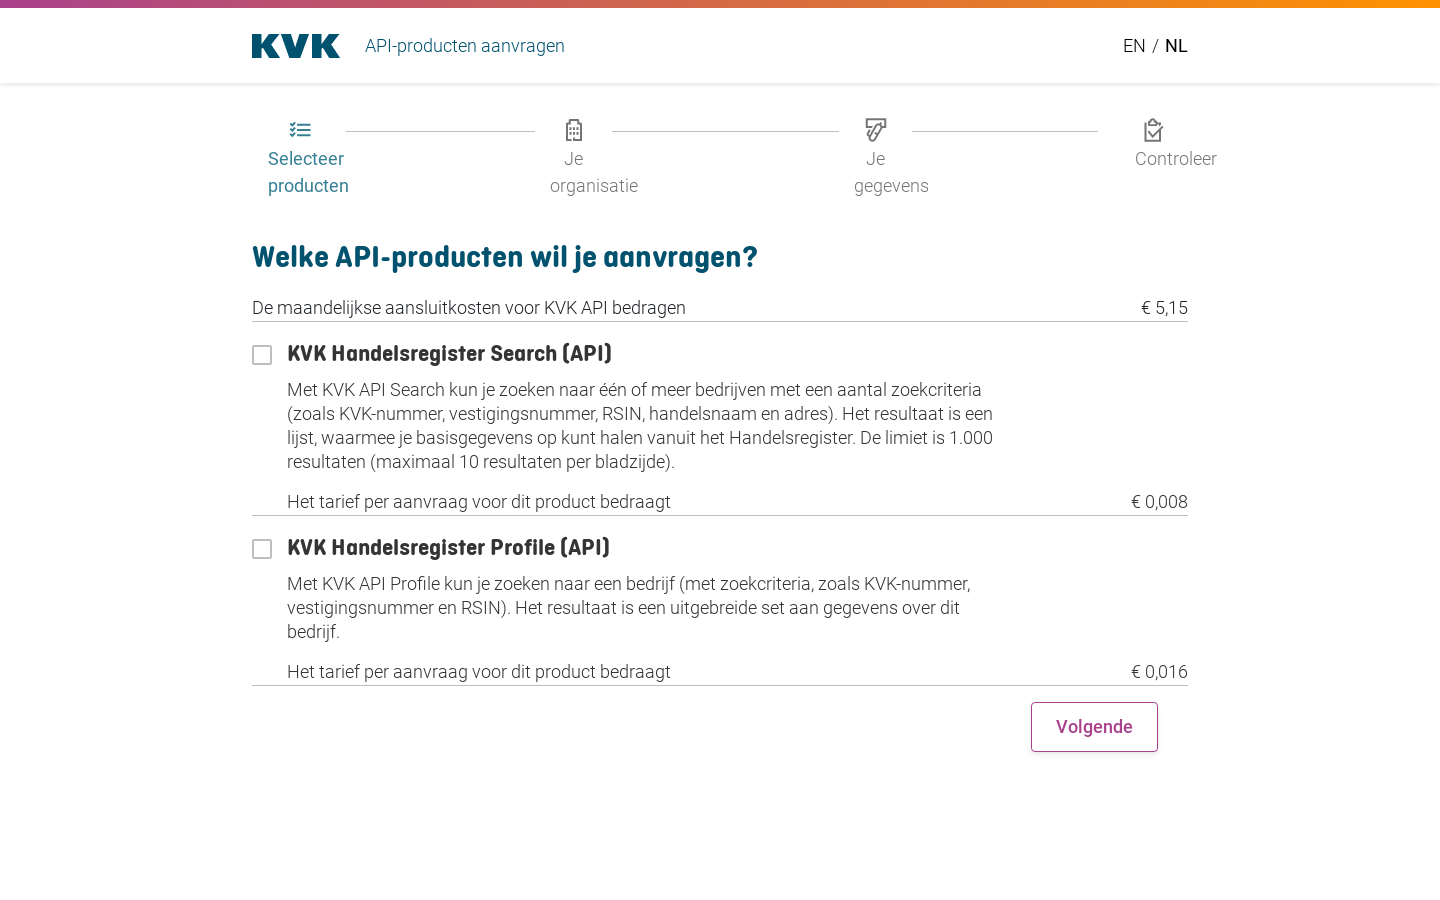 KVK
API-producten aanvragen
EN / NL
Selecteer
producten
Je
organisatie
Je
gegevens
Controleer
Welke API-producten wil je aanvragen?
De maandelijkse aansluitkosten voor KVK API bedragen € 5,15
KVK Handelsregister Search (API)
Met KVK API Search kun je zoeken naar één of meer bedrijven met een aantal zoekcriteria
(zoals KVK-nummer, vestigingsnummer, RSIN, handelsnaam en adres). Het resultaat is een
lijst, waarmee je basisgegevens op kunt halen vanuit het Handelsregister. De limiet is 1.000
resultaten (maximaal 10 resultaten per bladzijde).
Het tarief per aanvraag voor dit product bedraagt € 0,008
KVK Handelsregister Profile (API)
Met KVK API Profile kun je zoeken naar een bedrijf (met zoekcriteria, zoals KVK-nummer,
vestigingsnummer en RSIN). Het resultaat is een uitgebreide set aan gegevens over dit
bedrijf.
Het tarief per aanvraag voor dit product bedraagt € 0,016
Volgende